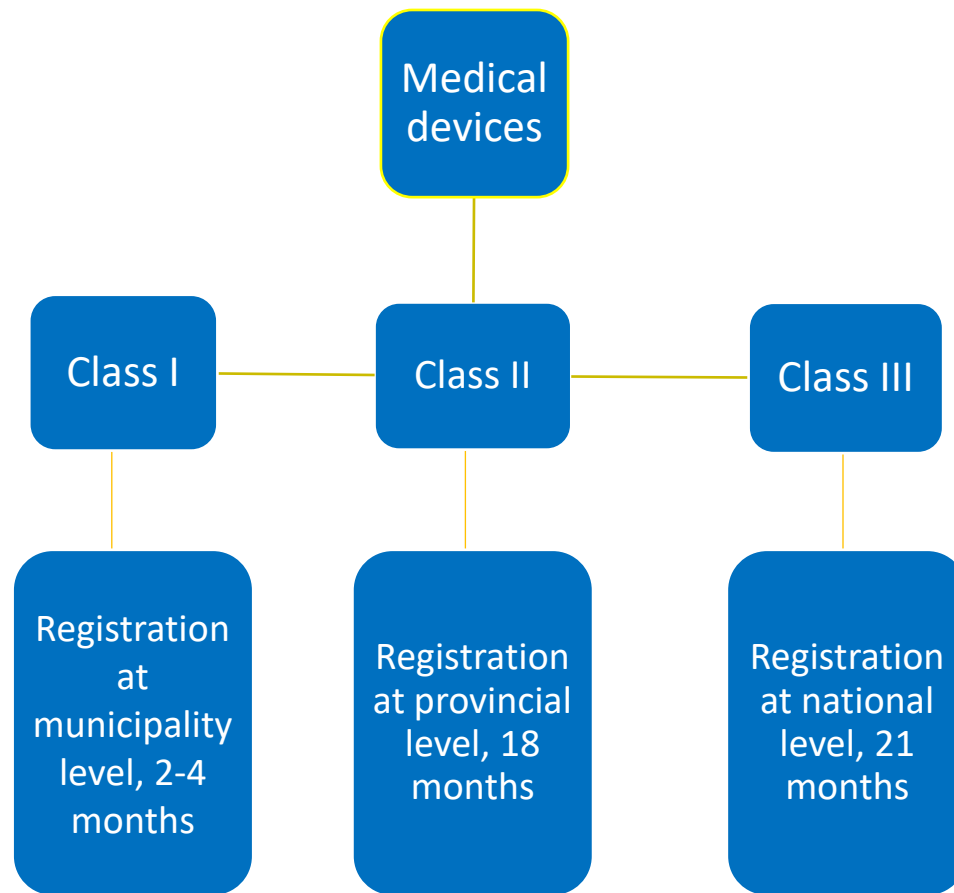 Medical
devices
Class I
Class II
Class III
Registration
at
municipality
level, 2-4
months
Registration
at provincial
level, 18
months
Registration
at national
level, 21
months